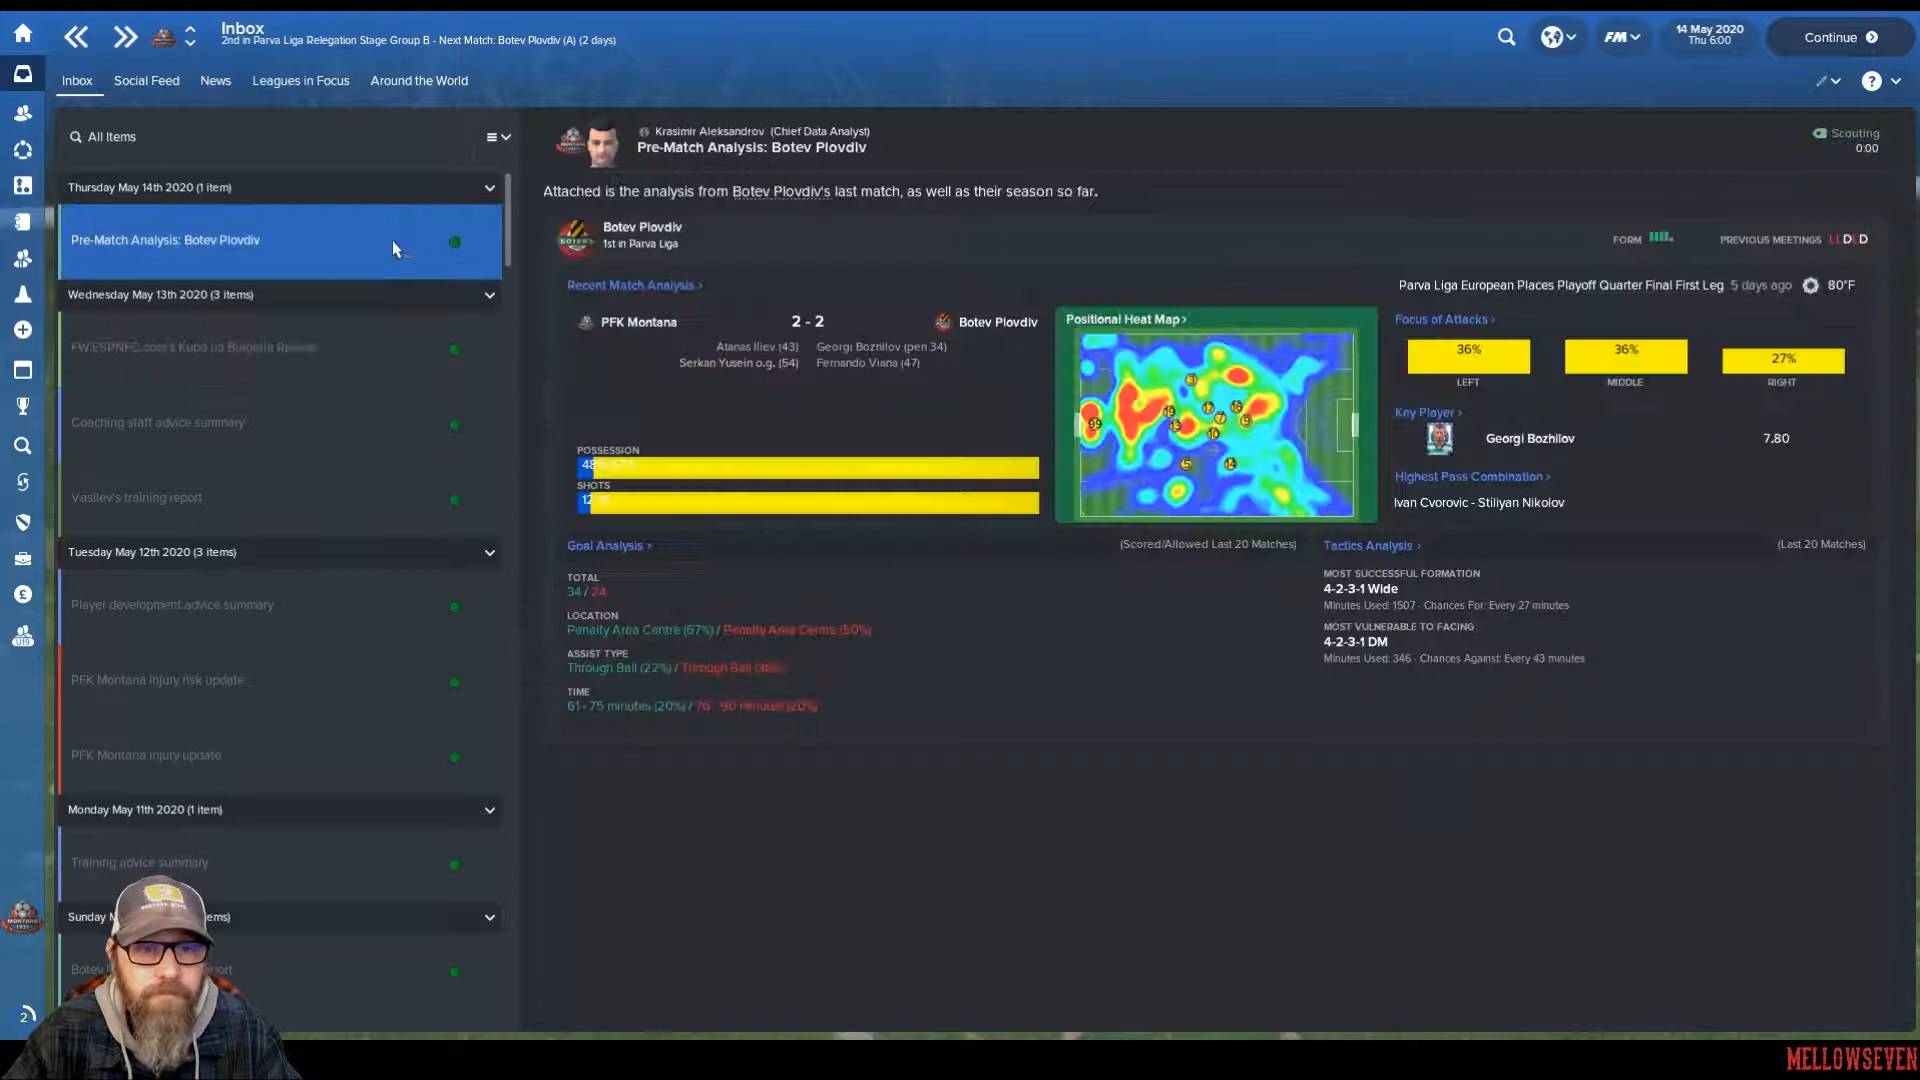 Inbox
2nd in Parva Liga Relegation Stage Group B - Next Match: Botev Plovdiv (A) (2 days)
FM
14 May 2020
Thu 6:00
Continue
Inbox
Social Feed
News
Leagues in Focus
Around the World
All Items
Thursday May 14th 2020 (1 item)
Pre-Match Analysis: Botev Plovdiv
Wednesday May 13th 2020 (3 items)
Coaching staff advice summary
Vasilev's training report
Tuesday May 12th 2020 (3 items)
Player development advice summary
PFK Montana injury risk update
PFK Montana injury update
Monday May 11th 2020 (1 item)
Training advice summary
Sunday
Botev
2
Krasimir Aleksandrov (Chief Data Analyst)
Pre-Match Analysis: Botev Plovdiv
Scouting
0:00
Attached is the analysis from Botev Plovdiv's last match, as well as their season so far.
Botev Plovdiv
1st in Parva Liga
FORM
PREVIOUS MEETINGS L L D L D
Recent Match Analysis >
Parva Liga European Places Playoff Quarter Final First Leg 5 days ago 80°F
PFK Montana 2 - 2 Botev Plovdiv
Atanas Iliev (43) Georgi Bozhilov (pen 34)
Serkan Yusein o.g. (54) Fernando Viana (47)
POSSESSION
SHOTS
Positional Heat Map >
Focus of Attacks >
36% 36% 27%
LEFT MIDDLE RIGHT
Key Player >
Georgi Bozhilov 7.80
Highest Pass Combination >
Ivan Cvorovic - Stiliyan Nikolov
Goal Analysis > (Scored/Allowed Last 20 Matches)
TOTAL
34 / 24
LOCATION
Penalty Area Centre (67%) / Penalty Area Centre (50%)
ASSIST TYPE
Through Ball (22%) / Through Ball
TIME
61 - 75 minutes (20%) / 76 - 90 minutes (20%)
Tactics Analysis > (Last 20 Matches)
MOST SUCCESSFUL FORMATION
4-2-3-1 Wide
Minutes Used: 1507 - Chances For: Every 27 minutes
MOST VULNERABLE TO FACING
4-2-3-1 DM
Minutes Used: 346 - Chances Against: Every 43 minutes
MELLOWSEVEN